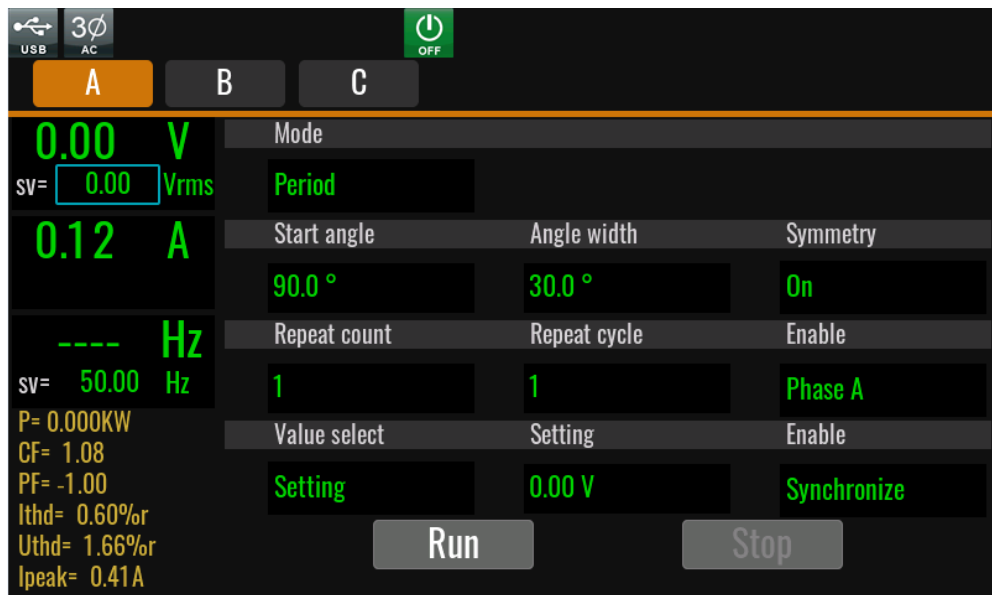 USB 3Ø AC OFF
A B C
0.00 V
sv= 0.00 Vrms
0.12 A
---- Hz
sv= 50.00 Hz
P= 0.000KW
CF= 1.08
PF= -1.00
Ithd= 0.60%r
Uthd= 1.66%r
Ipeak= 0.41A
Mode
Period
Start angle Angle width Symmetry
90.0 ° 30.0 ° On
Repeat count Repeat cycle Enable
1 1 Phase A
Value select Setting Enable
Setting 0.00 V Synchronize
Run Stop